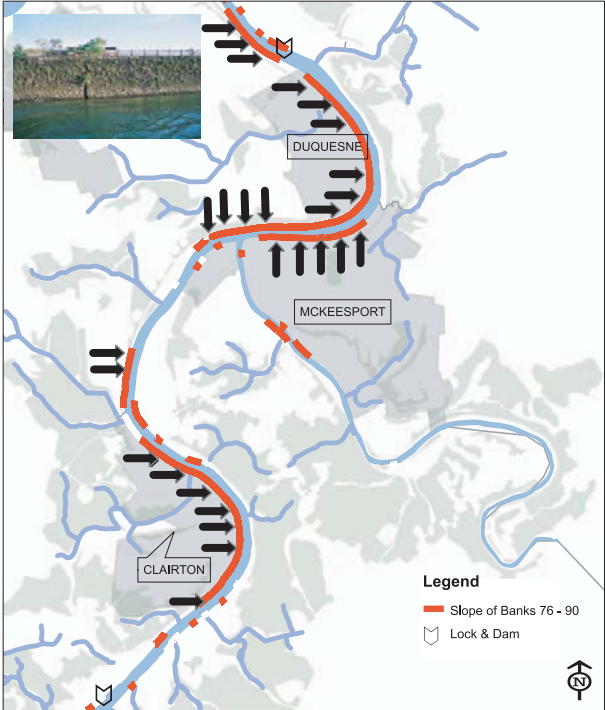 DUQUESNE
MCKEESPORT
CLAIRTON
Legend
Slope of Banks 76 - 90
Lock & Dam
N